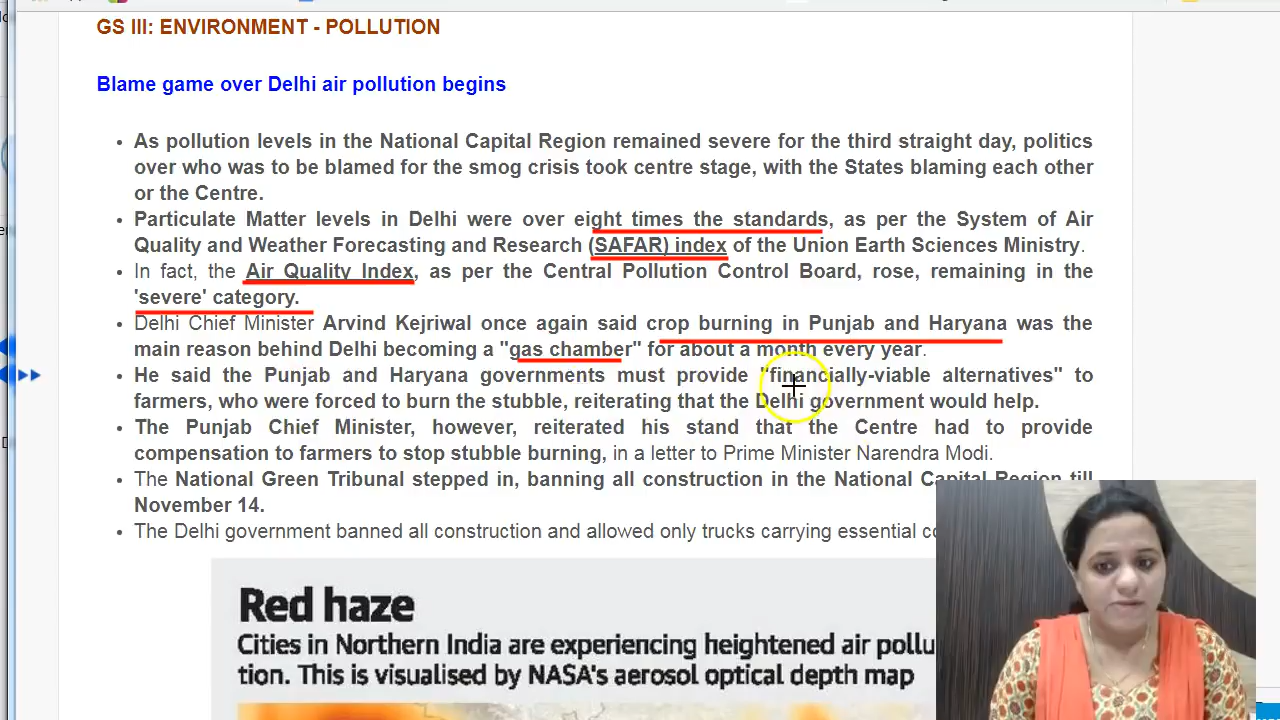 GS III: ENVIRONMENT - POLLUTION
Blame game over Delhi air pollution begins
• As pollution levels in the National Capital Region remained severe for the third straight day, politics
over who was to be blamed for the smog crisis took centre stage, with the States blaming each other
or the Centre.
• Particulate Matter levels in Delhi were over eight times the standards, as per the System of Air
Quality and Weather Forecasting and Research (SAFAR) index of the Union Earth Sciences Ministry.
• In fact, the Air Quality Index, as per the Central Pollution Control Board, rose, remaining in the
'severe' category.
• Delhi Chief Minister Arvind Kejriwal once again said crop burning in Punjab and Haryana was the
main reason behind Delhi becoming a "gas chamber" for about a month every year.
• He said the Punjab and Haryana governments must provide "financially-viable alternatives" to
farmers, who were forced to burn the stubble, reiterating that the Delhi government would help.
• The Punjab Chief Minister, however, reiterated his stand that the Centre had to provide
compensation to farmers to stop stubble burning, in a letter to Prime Minister Narendra Modi.
• The National Green Tribunal stepped in, banning all construction in the National Capital Region till
November 14.
• The Delhi government banned all construction and allowed only trucks carrying essential
Red haze
Cities in Northern India are experiencing heightened air pollu
tion. This is visualised by NASA's aerosol optical depth map